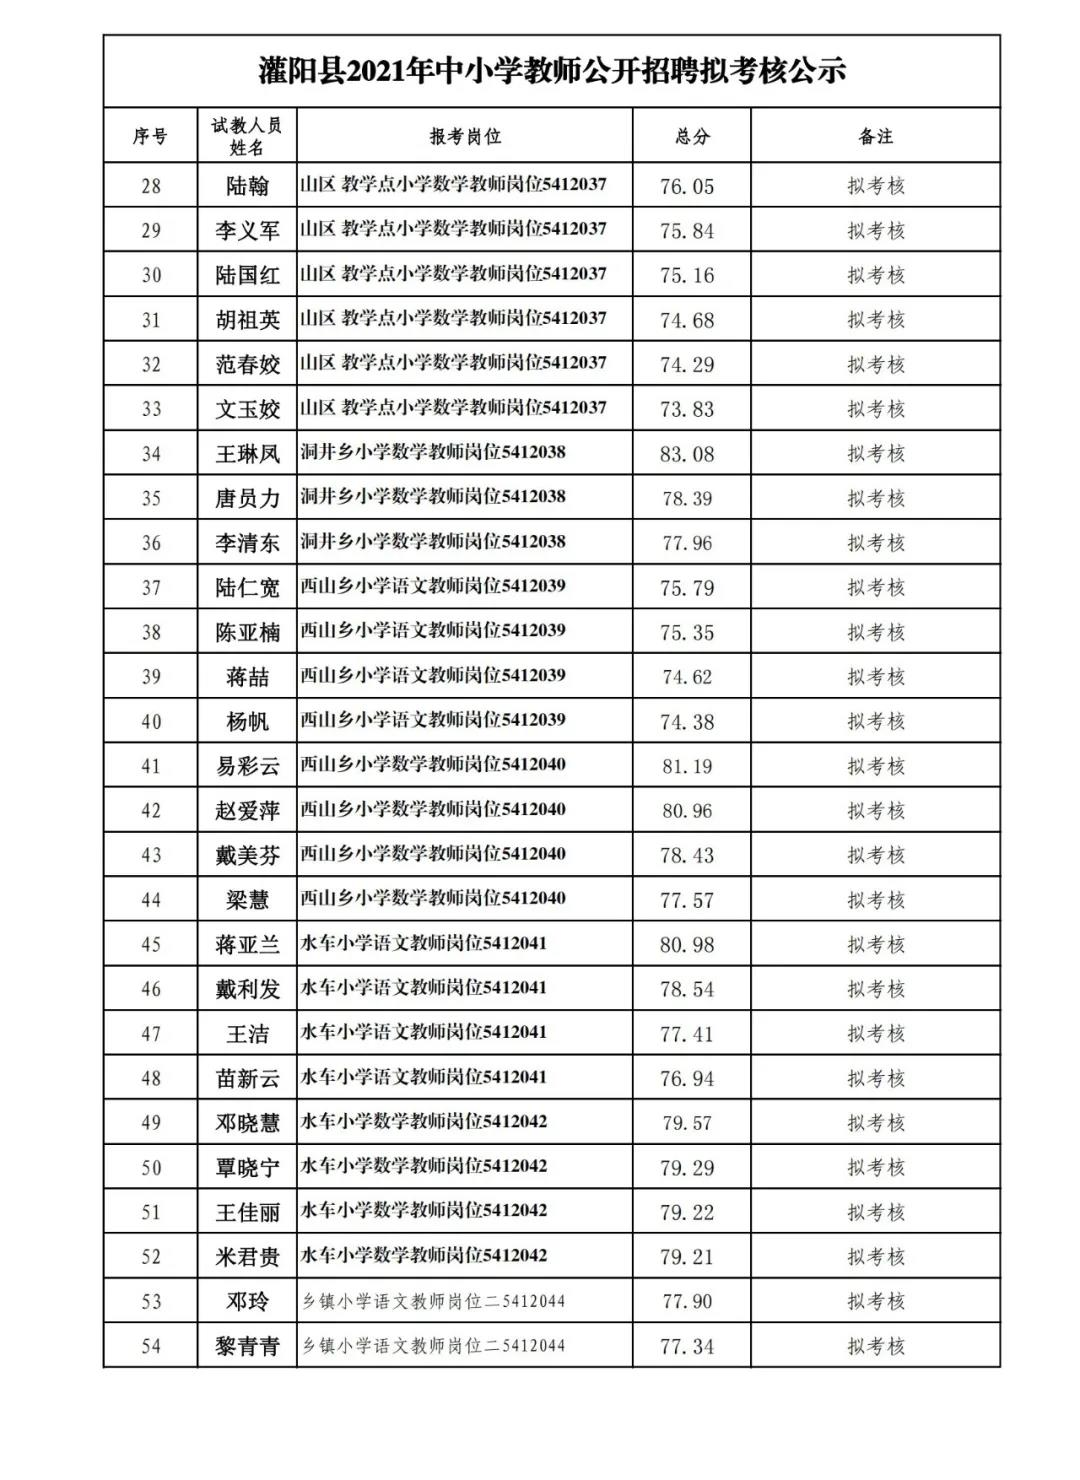 灌阳县2021年中小学教师公开招聘拟考核公示
序号 试教人员姓名 报考岗位 总分 备注
28 陆翰 山区 教学点小学数学教师岗位5412037 76.05 拟考核
29 李义军 山区 教学点小学数学教师岗位5412037 75.84 拟考核
30 陆国红 山区 教学点小学数学教师岗位5412037 75.16 拟考核
31 胡祖英 山区 教学点小学数学教师岗位5412037 74.68 拟考核
32 范春姣 山区 教学点小学数学教师岗位5412037 74.29 拟考核
33 文玉姣 山区 教学点小学数学教师岗位5412037 73.83 拟考核
34 王琳凤 洞井乡小学数学教师岗位5412038 83.08 拟考核
35 唐员力 洞井乡小学数学教师岗位5412038 78.39 拟考核
36 李清东 洞井乡小学数学教师岗位5412038 77.96 拟考核
37 陆仁宽 西山乡小学语文教师岗位5412039 75.79 拟考核
38 陈亚楠 西山乡小学语文教师岗位5412039 75.35 拟考核
39 蒋喆 西山乡小学语文教师岗位5412039 74.62 拟考核
40 杨帆 西山乡小学语文教师岗位5412039 74.38 拟考核
41 易彩云 西山乡小学数学教师岗位5412040 81.19 拟考核
42 赵爱萍 西山乡小学数学教师岗位5412040 80.96 拟考核
43 戴美芬 西山乡小学数学教师岗位5412040 78.43 拟考核
44 梁慧 西山乡小学数学教师岗位5412040 77.57 拟考核
45 蒋亚兰 水车小学语文教师岗位5412041 80.98 拟考核
46 戴利发 水车小学语文教师岗位5412041 78.54 拟考核
47 王洁 水车小学语文教师岗位5412041 77.41 拟考核
48 苗新云 水车小学语文教师岗位5412041 76.94 拟考核
49 邓晓慧 水车小学数学教师岗位5412042 79.57 拟考核
50 覃晓宁 水车小学数学教师岗位5412042 79.29 拟考核
51 王佳丽 水车小学数学教师岗位5412042 79.22 拟考核
52 米君贵 水车小学数学教师岗位5412042 79.21 拟考核
53 邓玲 乡镇小学语文教师岗位二5412044 77.90 拟考核
54 黎青青 乡镇小学语文教师岗位二5412044 77.34 拟考核